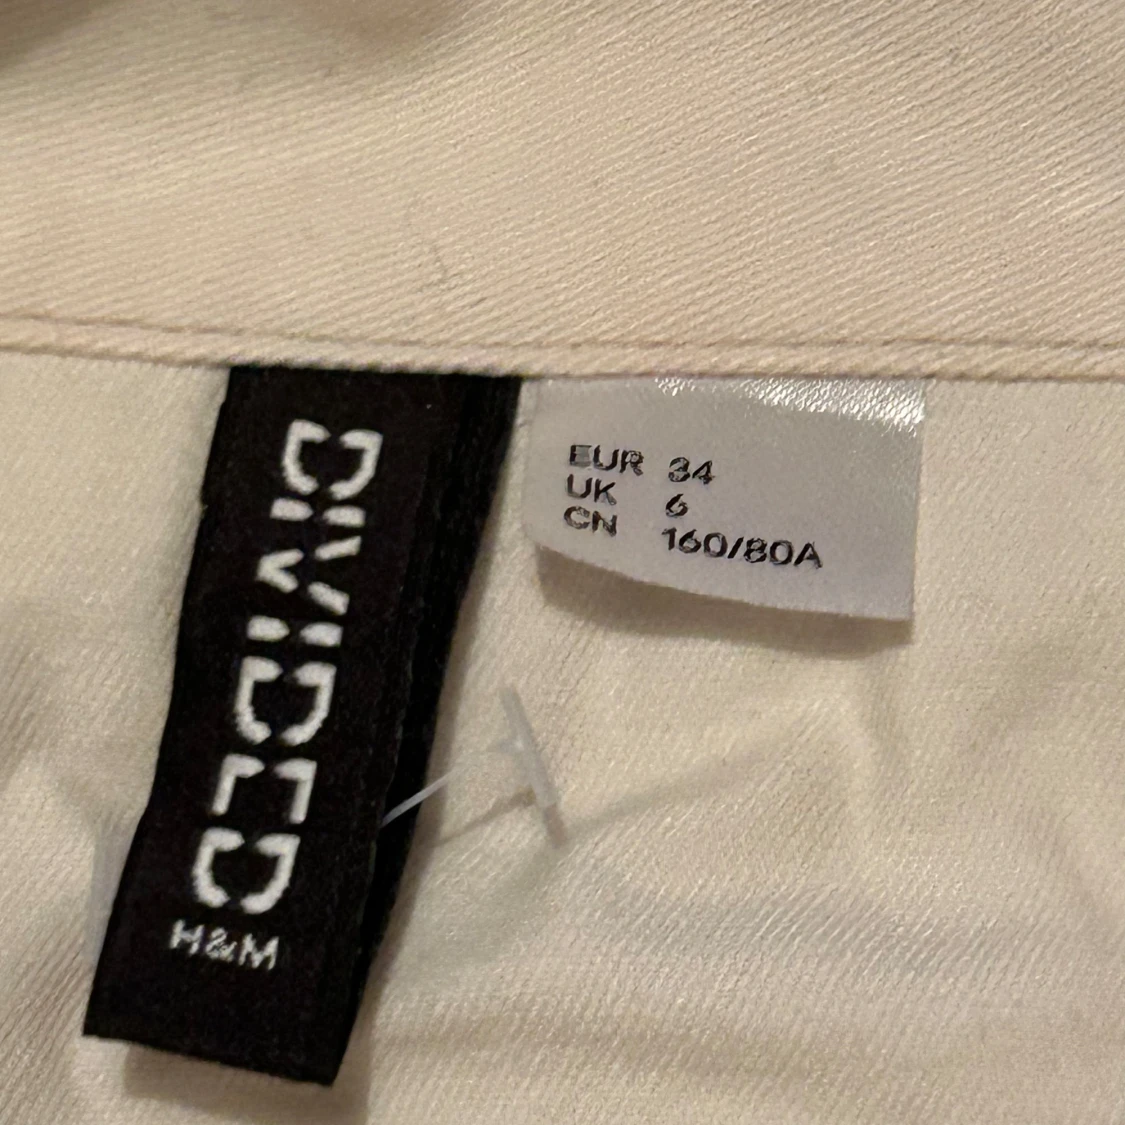 DIVIDED
H&M
EUR 34
UK 6
CN 160/80A